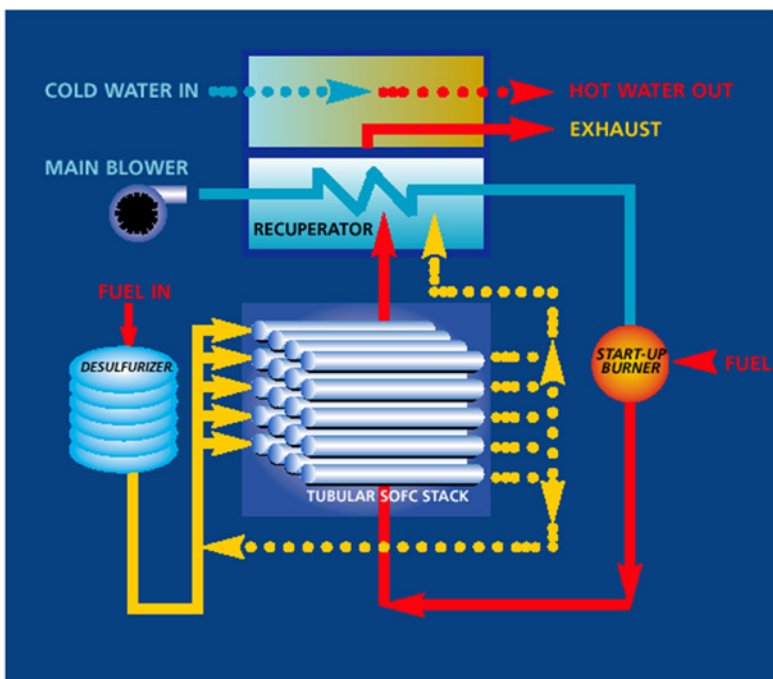 COLD WATER IN
HOT WATER OUT
EXHAUST
MAIN BLOWER
RECUPERATOR
FUEL IN
DESULFURIZER
START-UP
BURNER
FUEL
TUBULAR SOFC STACK